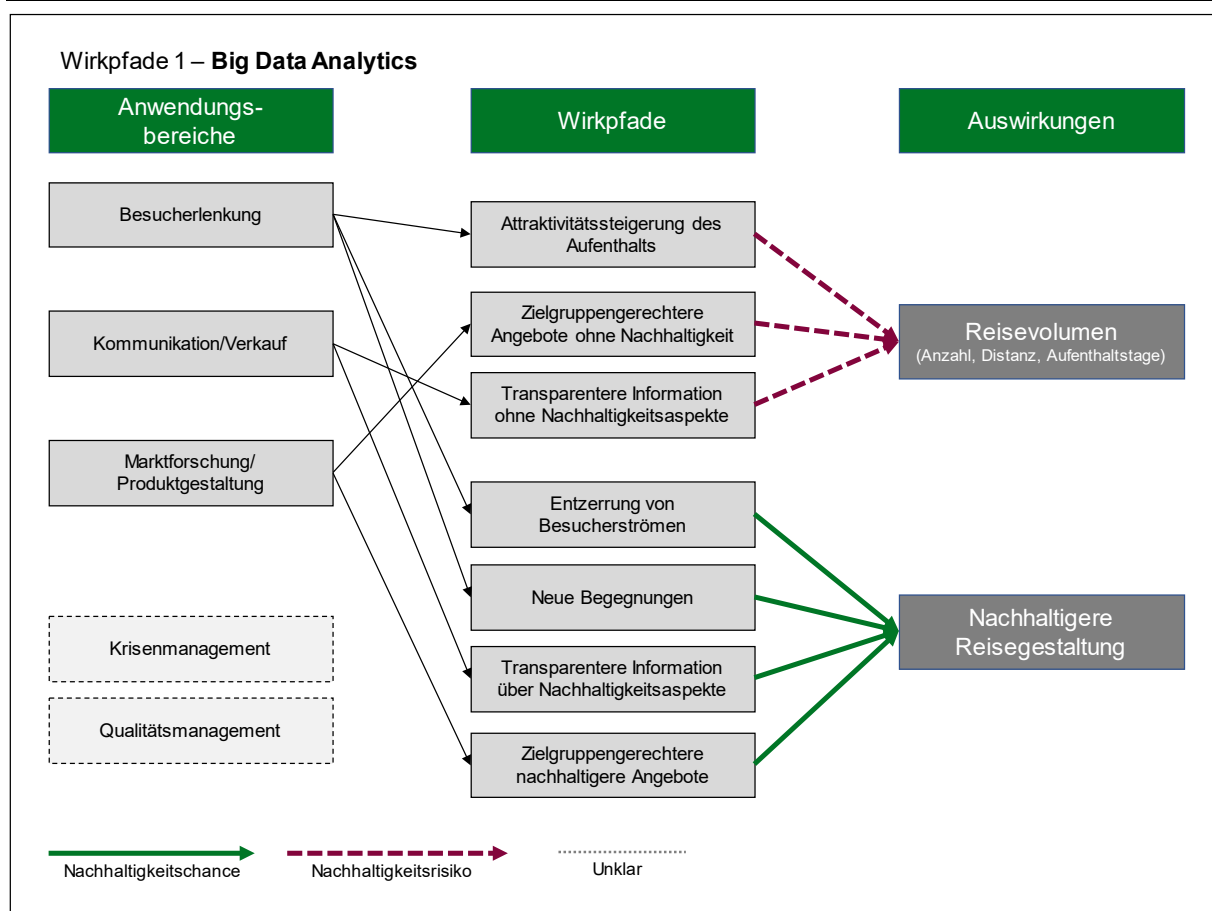 Wirkpfade 1 – Big Data Analytics
Anwendungs-
bereiche
Wirkpfade
Auswirkungen
Besucherlenkung
Kommunikation/Verkauf
Marktforschung/
Produktgestaltung
Krisenmanagement
Qualitätsmanagement
Attraktivitätssteigerung des
Aufenthalts
Zielgruppengerechtere
Angebote ohne Nachhaltigkeit
Transparentere Information
ohne Nachhaltigkeitsaspekte
Entzerrung von
Besucherströmen
Neue Begegnungen
Transparentere Information
über Nachhaltigkeitsaspekte
Zielgruppengerechtere
nachhaltigere Angebote
Reisevolumen
(Anzahl, Distanz, Aufenthaltstage)
Nachhaltigere
Reisegestaltung
Nachhaltigkeitschance
Nachhaltigkeitsrisiko
Unklar